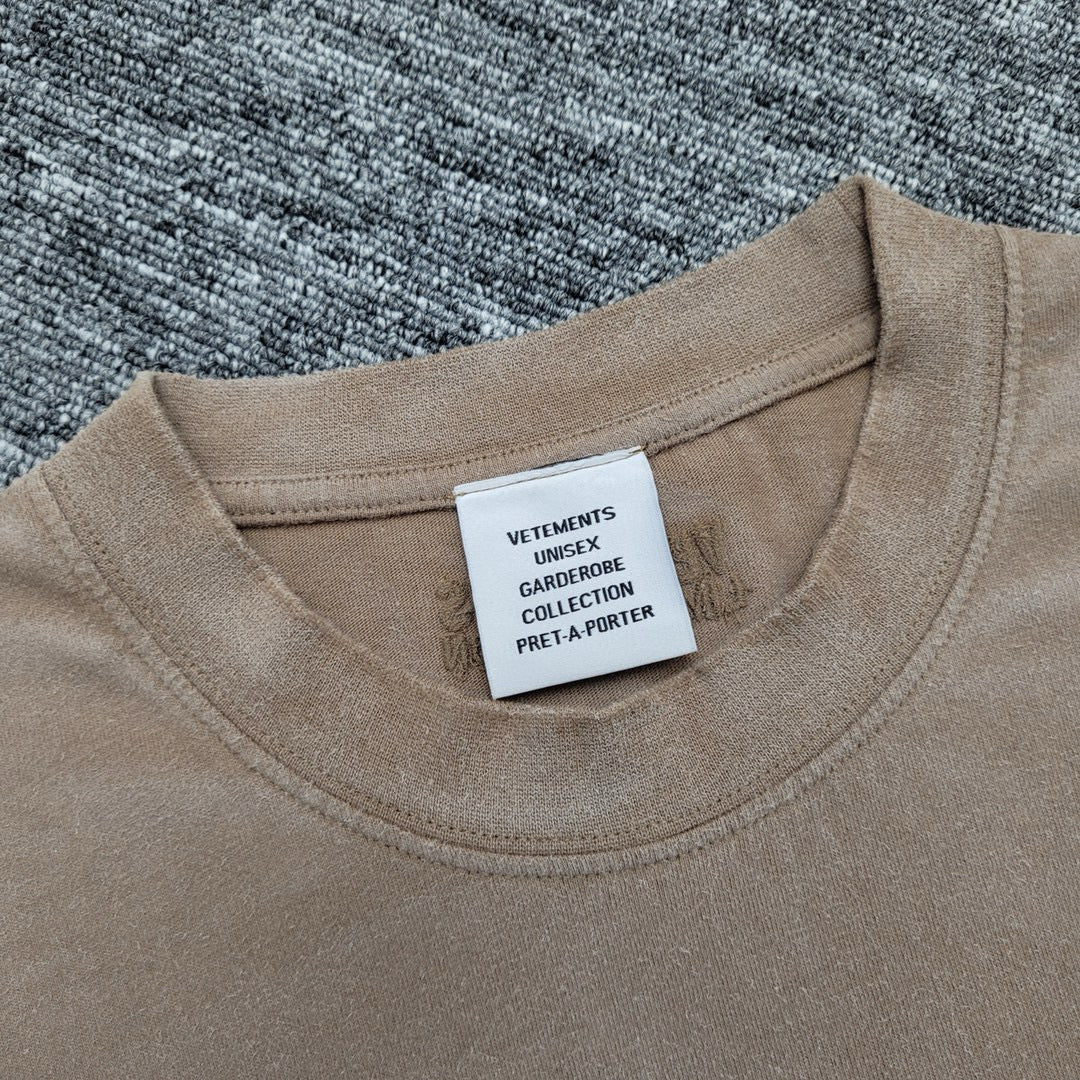 VETEMENTS
UNISEX
GARDEROBE
COLLECTION
PRET-A-PORTER